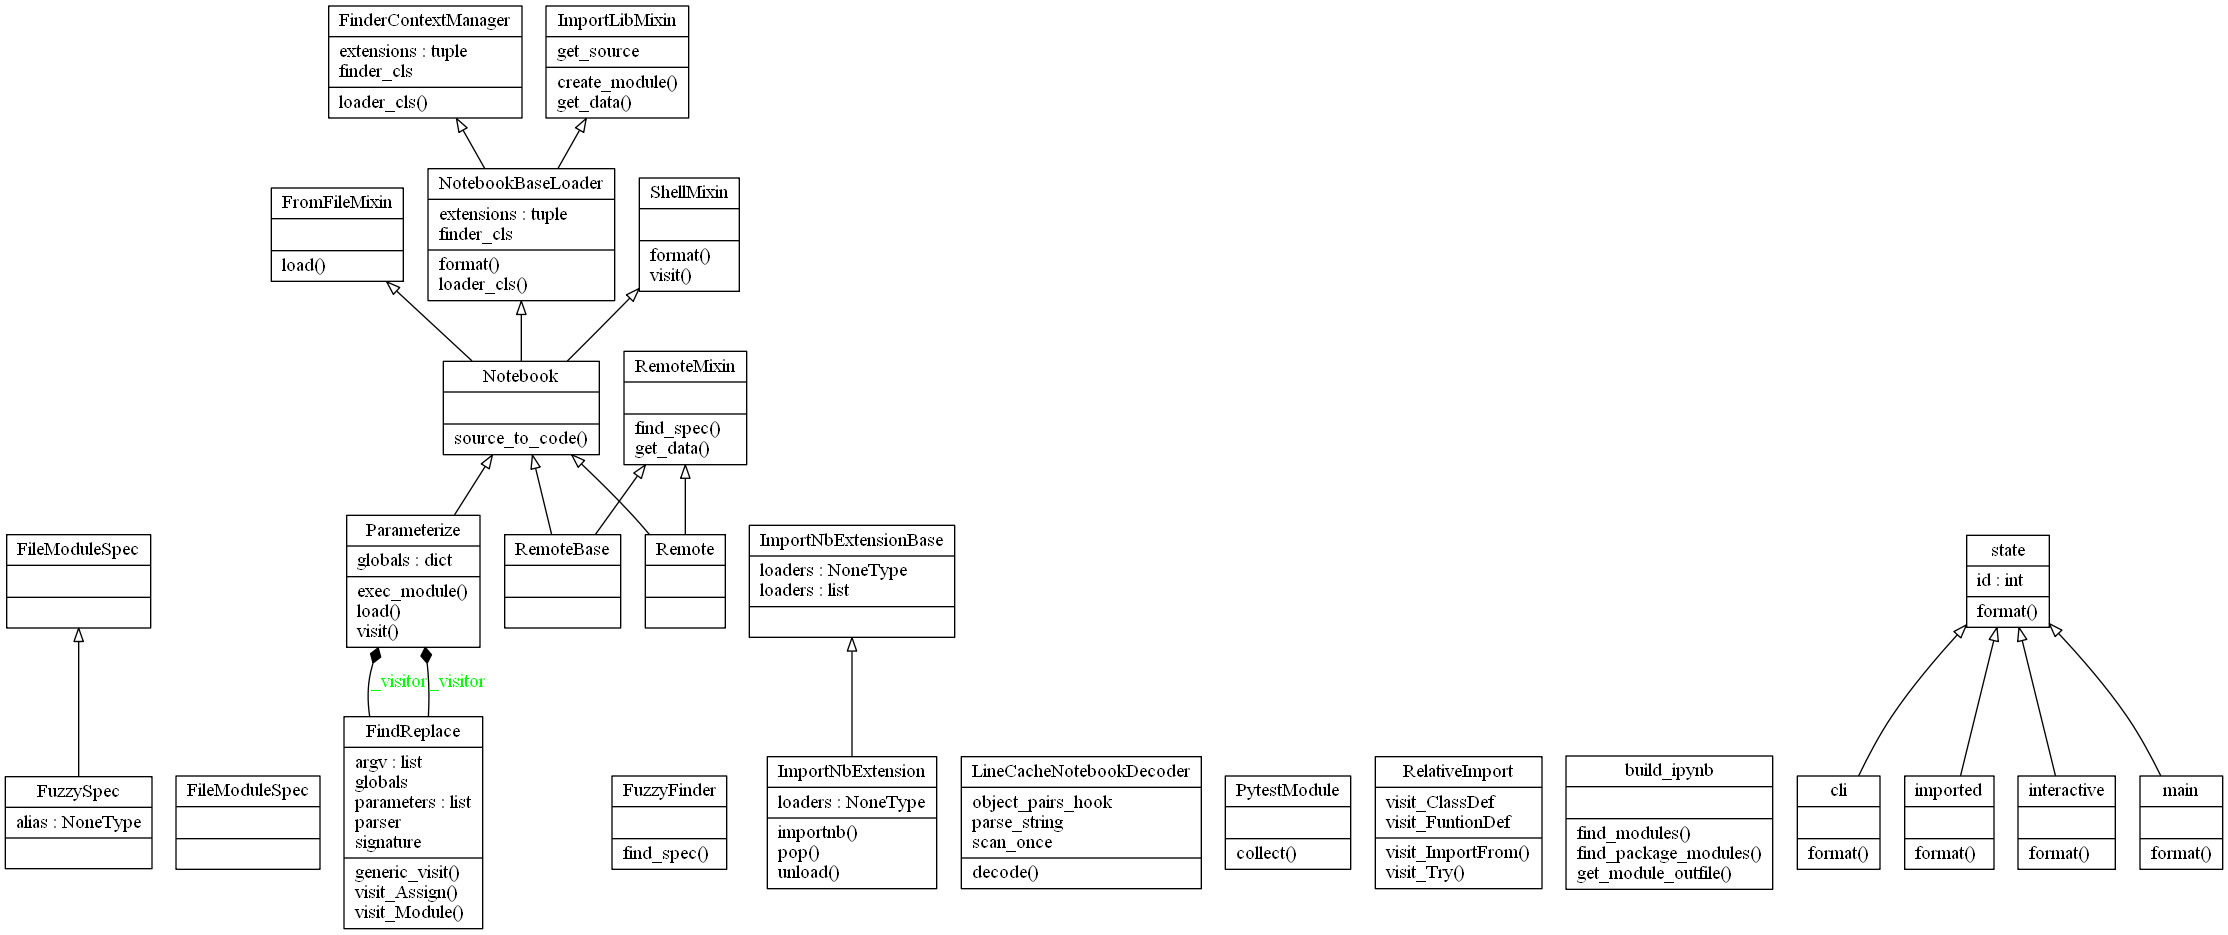 FinderContextManager
extensions : tuple
finder_cls
loader_cls()
ImportLibMixin
get_source
create_module()
get_data()
FromFileMixin
load()
NotebookBaseLoader
extensions : tuple
finder_cls
format()
loader_cls()
ShellMixin
format()
visit()
Notebook
source_to_code()
RemoteMixin
find_spec()
get_data()
FileModuleSpec
Parameterize
globals : dict
exec_module()
load()
visit()
RemoteBase
Remote
ImportNbExtensionBase
loaders : NoneType
loaders : list
state
id : int
format()
_visitor
_visitor
FuzzySpec
alias : NoneType
FileModuleSpec
FindReplace
argv : list
globals
parameters : list
parser
signature
generic_visit()
visit_Assign()
visit_Module()
FuzzyFinder
find_spec()
ImportNbExtension
loaders : NoneType
importnb()
pop()
unload()
LineCacheNotebookDecoder
object_pairs_hook
parse_string
scan_once
decode()
PytestModule
collect()
RelativeImport
visit_ClassDef
visit_FuntionDef
visit_ImportFrom()
visit_Try()
build_ipynb
find_modules()
find_package_modules()
get_module_outfile()
cli
format()
imported
format()
interactive
format()
main
format()